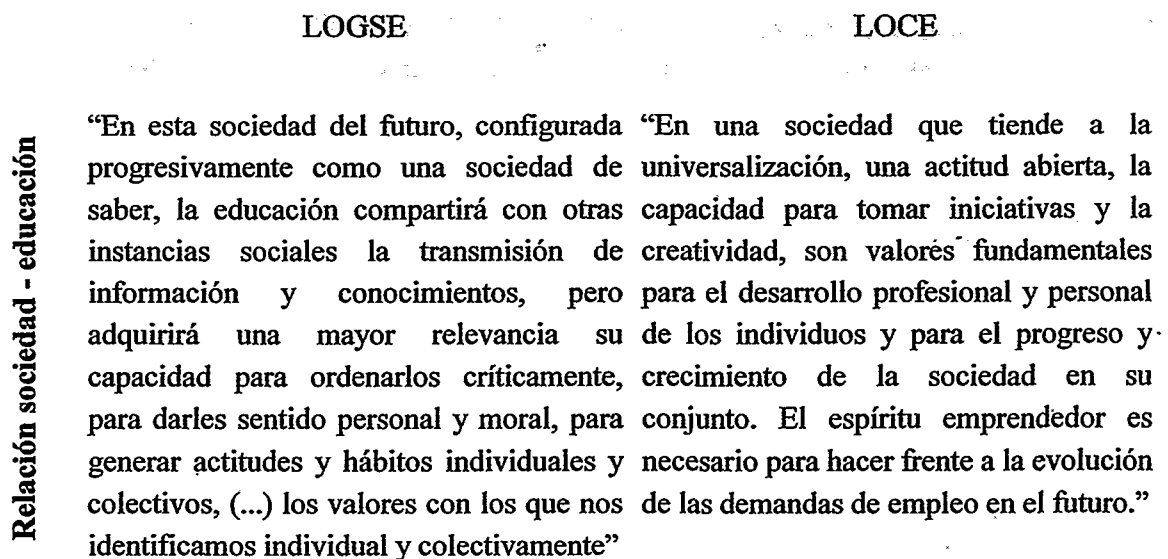 LOGSE
LOCE
Relación sociedad - educación
“En esta sociedad del futuro, configurada
progresivamente como una sociedad de
saber, la educación compartirá con otras
instancias sociales la transmisión de
información y conocimientos, pero
adquirirá una mayor relevancia su
capacidad para ordenarlos críticamente,
para darles sentido personal y moral, para
generar actitudes y hábitos individuales y
colectivos, (...) los valores con los que nos
identificamos individual y colectivamente”
“En una sociedad que tiende a la
universalización, una actitud abierta, la
capacidad para tomar iniciativas y la
creatividad, son valores fundamentales
para el desarrollo profesional y personal
de los individuos y para el progreso y
crecimiento de la sociedad en su
conjunto. El espíritu emprendedor es
necesario para hacer frente a la evolución
de las demandas de empleo en el futuro.”